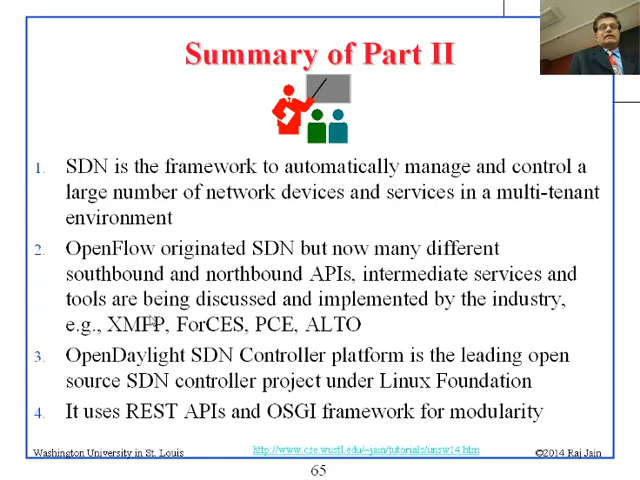 Summary of Part II
1. SDN is the framework to automatically manage and control a
large number of network devices and services in a multi-tenant
environment
2. OpenFlow originated SDN but now many different
southbound and northbound APIs, intermediate services and
tools are being discussed and implemented by the industry,
e.g., XMPP, ForCES, PCE, ALTO
3. OpenDaylight SDN Controller platform is the leading open
source SDN controller project under Linux Foundation
4. It uses REST APIs and OSGI framework for modularity
Washington University in St. Louis
http://www.cse.wustl.edu/~jain/tutorials/unsw14.htm
©2014 Raj Jain
65